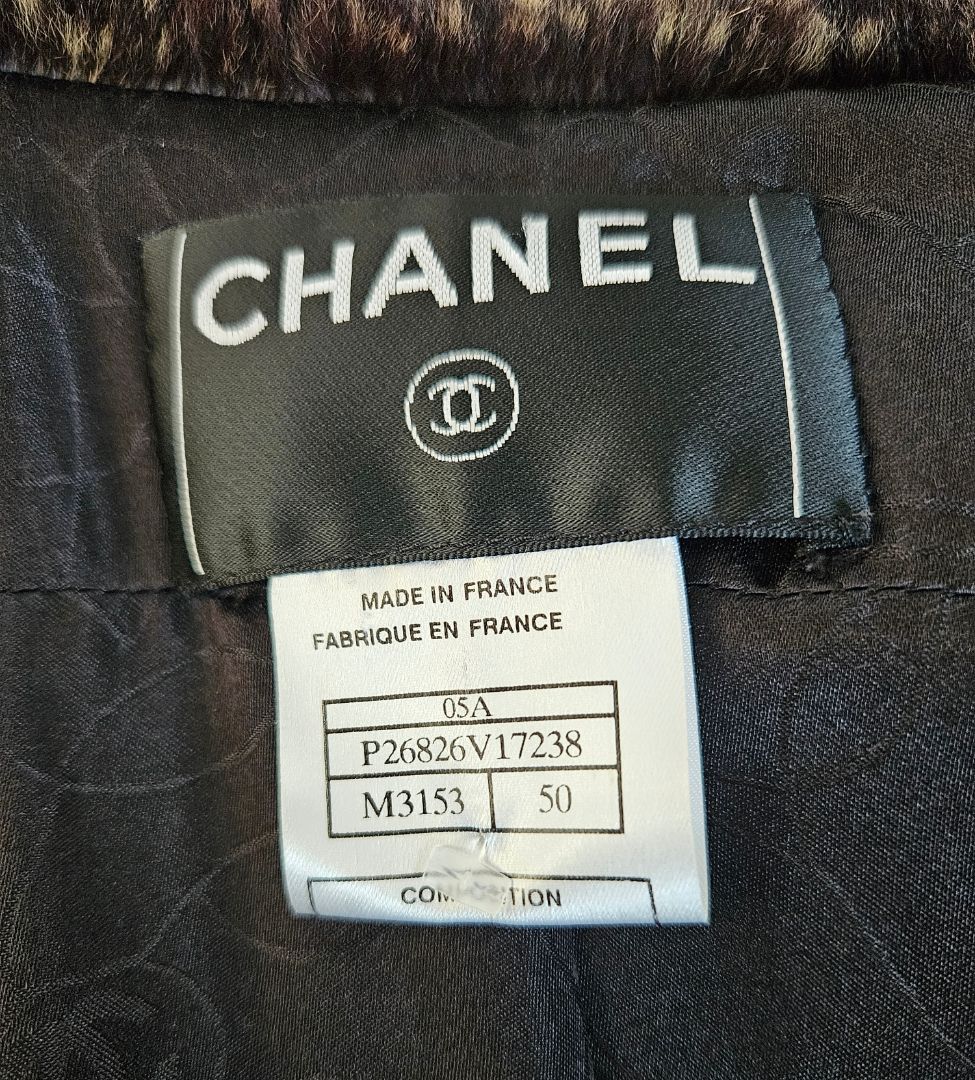 CHANEL
MADE IN FRANCE
FABRIQUE EN FRANCE
05A
P26826V17238
M3153 50